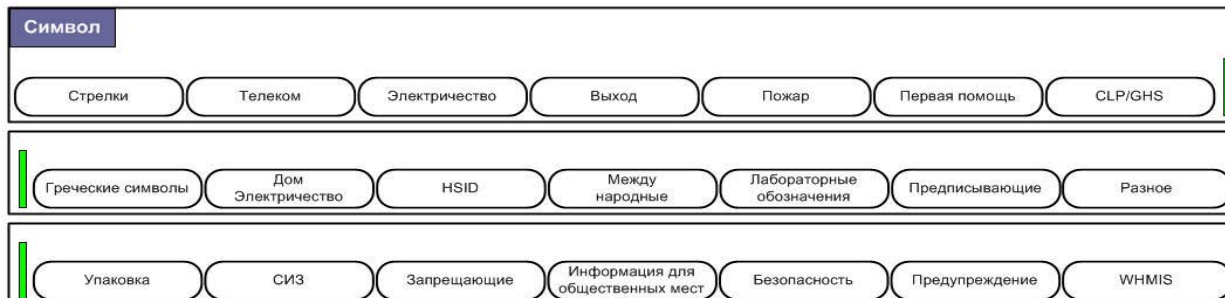 Символ
Стрелки
Телеком
Электричество
Выход
Пожар
Первая помощь
CLP/GHS
Греческие символы
Дом
Электричество
HSID
Между
народные
Лабораторные
обозначения
Предписывающие
Разное
Упаковка
СИЗ
Запрещающие
Информация для
общественных мест
Безопасность
Предупреждение
WHMIS